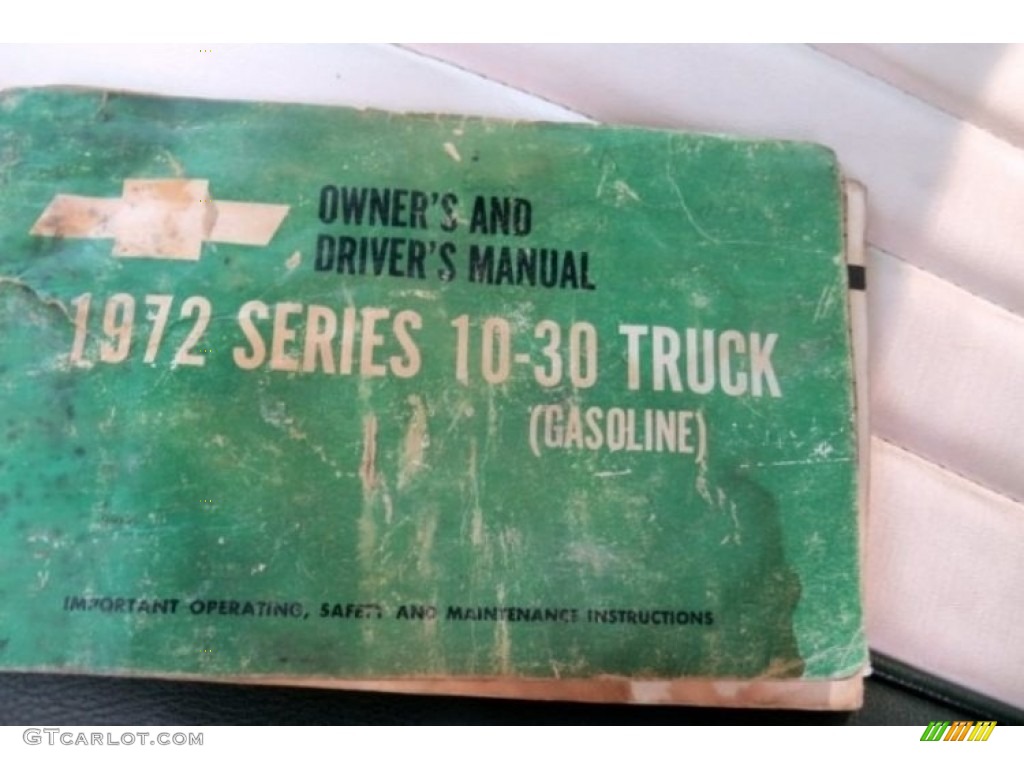 OWNER'S AND
DRIVER'S MANUAL
1972 SERIES 10-30 TRUCK
(GASOLINE)
IMPORTANT OPERATING, SAFETY AND MAINTENANCE INSTRUCTIONS
GTCARLOT.COM